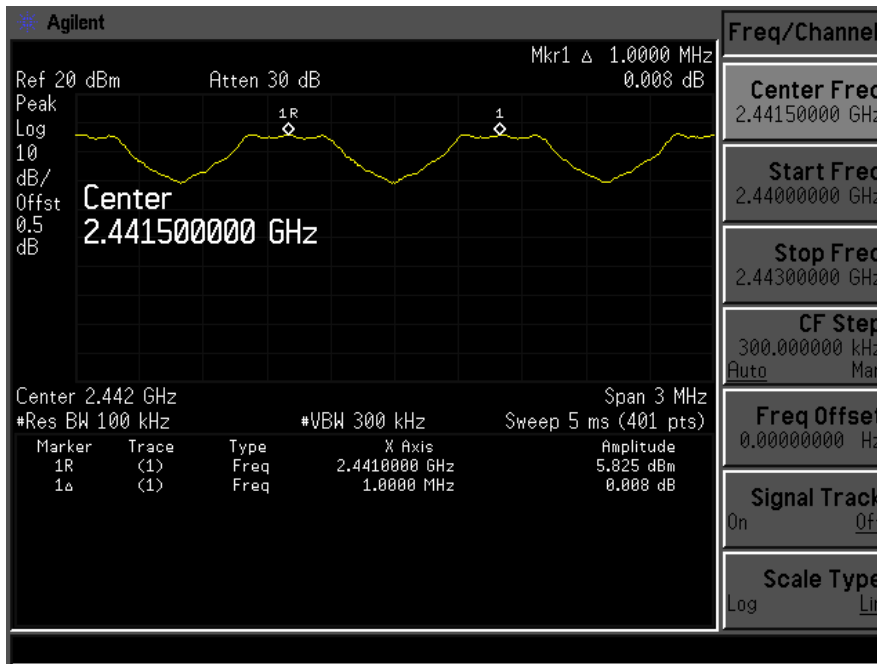 Agilent
Freq/Channel
Mkr1 Δ 1.0000 MHz
0.008 dB
Ref 20 dBm
Atten 30 dB
Peak
Log
10
dB/
Offst
0.5
dB
1R
1
Center
2.441500000 GHz
Center 2.442 GHz
Span 3 MHz
#Res BW 100 kHz
#VBW 300 kHz
Sweep 5 ms (401 pts)
Marker Trace Type X Axis Amplitude
1R (1) Freq 2.4410000 GHz 5.825 dBm
1Δ (1) Freq 1.0000 MHz 0.008 dB
Center Freq
2.44150000 GHz
Start Freq
2.44000000 GHz
Stop Freq
2.44300000 GHz
CF Step
300.000000 kHz
Auto Man
Freq Offset
0.00000000 Hz
Signal Track
On Off
Scale Type
Log Lin